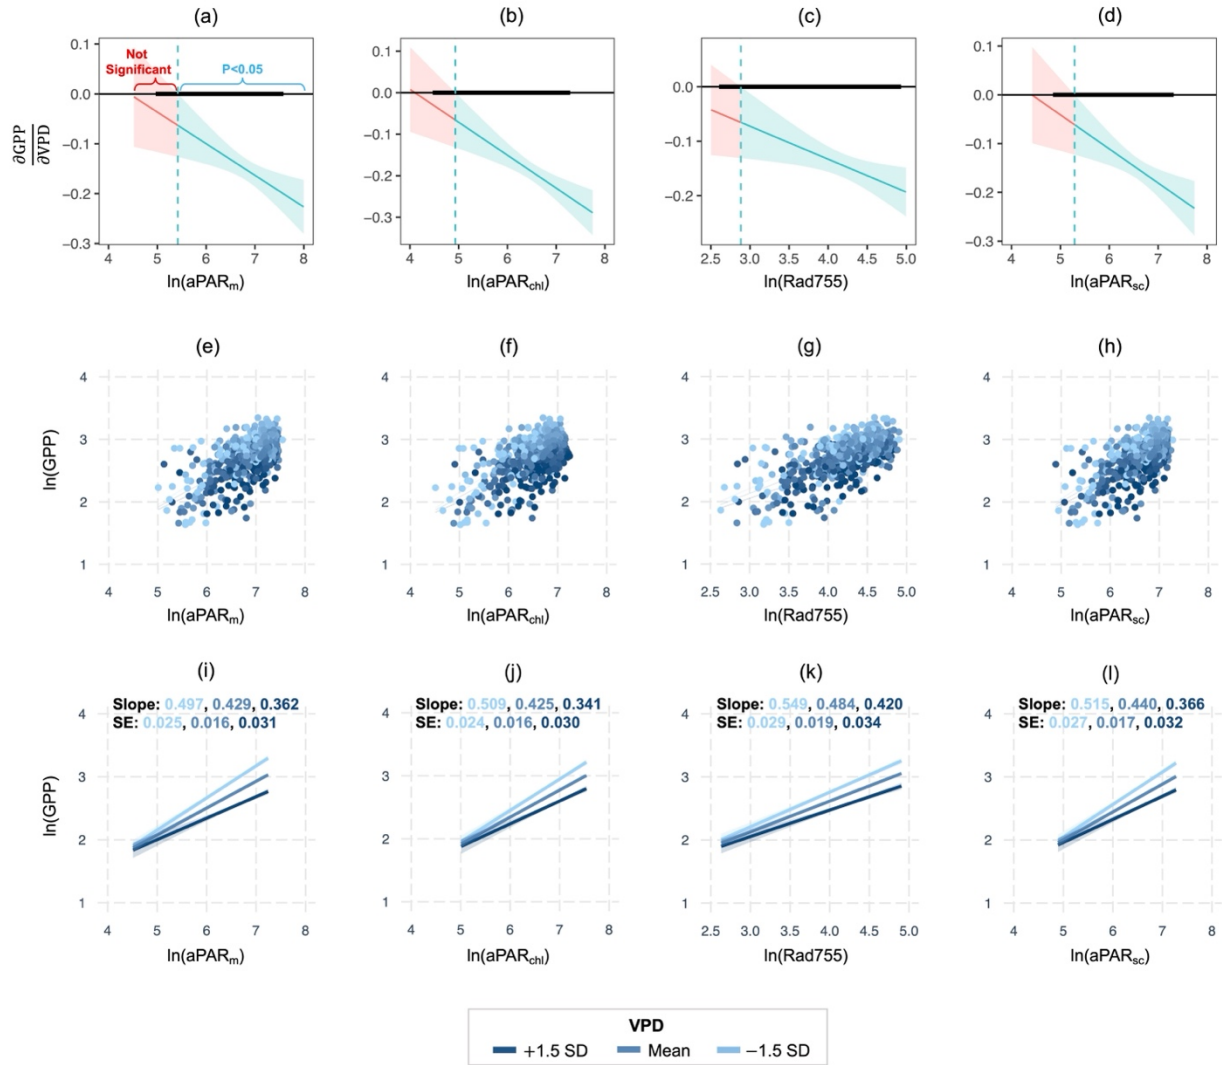 (a) (b) (c) (d)
Not
Significant
P<0.05
∂GPP
∂VPD
0.1
0.0
−0.1
−0.2
−0.3
4 5 6 7 8
ln(aPARm)
0.1
0.0
−0.1
−0.2
−0.3
4 5 6 7 8
ln(aPARchl)
0.1
0.0
−0.1
−0.2
2.5 3.0 3.5 4.0 4.5 5.0
ln(Rad755)
0.1
0.0
−0.1
−0.2
−0.3
4 5 6 7 8
ln(aPARsc)
(e) (f) (g) (h)
ln(GPP)
4
3
2
1
4 5 6 7 8
ln(aPARm)
4
3
2
1
4 5 6 7 8
ln(aPARchl)
4
3
2
1
2.5 3.0 3.5 4.0 4.5 5.0
ln(Rad755)
4
3
2
1
4 5 6 7 8
ln(aPARsc)
(i) (j) (k) (l)
Slope: 0.497, 0.429, 0.362
SE: 0.025, 0.016, 0.031
ln(GPP)
4
3
2
1
4 5 6 7 8
ln(aPARm)
Slope: 0.509, 0.425, 0.341
SE: 0.024, 0.016, 0.030
4
3
2
1
4 5 6 7 8
ln(aPARchl)
Slope: 0.549, 0.484, 0.420
SE: 0.029, 0.019, 0.034
4
3
2
1
2.5 3.0 3.5 4.0 4.5 5.0
ln(Rad755)
Slope: 0.515, 0.440, 0.366
SE: 0.027, 0.017, 0.032
4
3
2
1
4 5 6 7 8
ln(aPARsc)
VPD
+1.5 SD Mean −1.5 SD